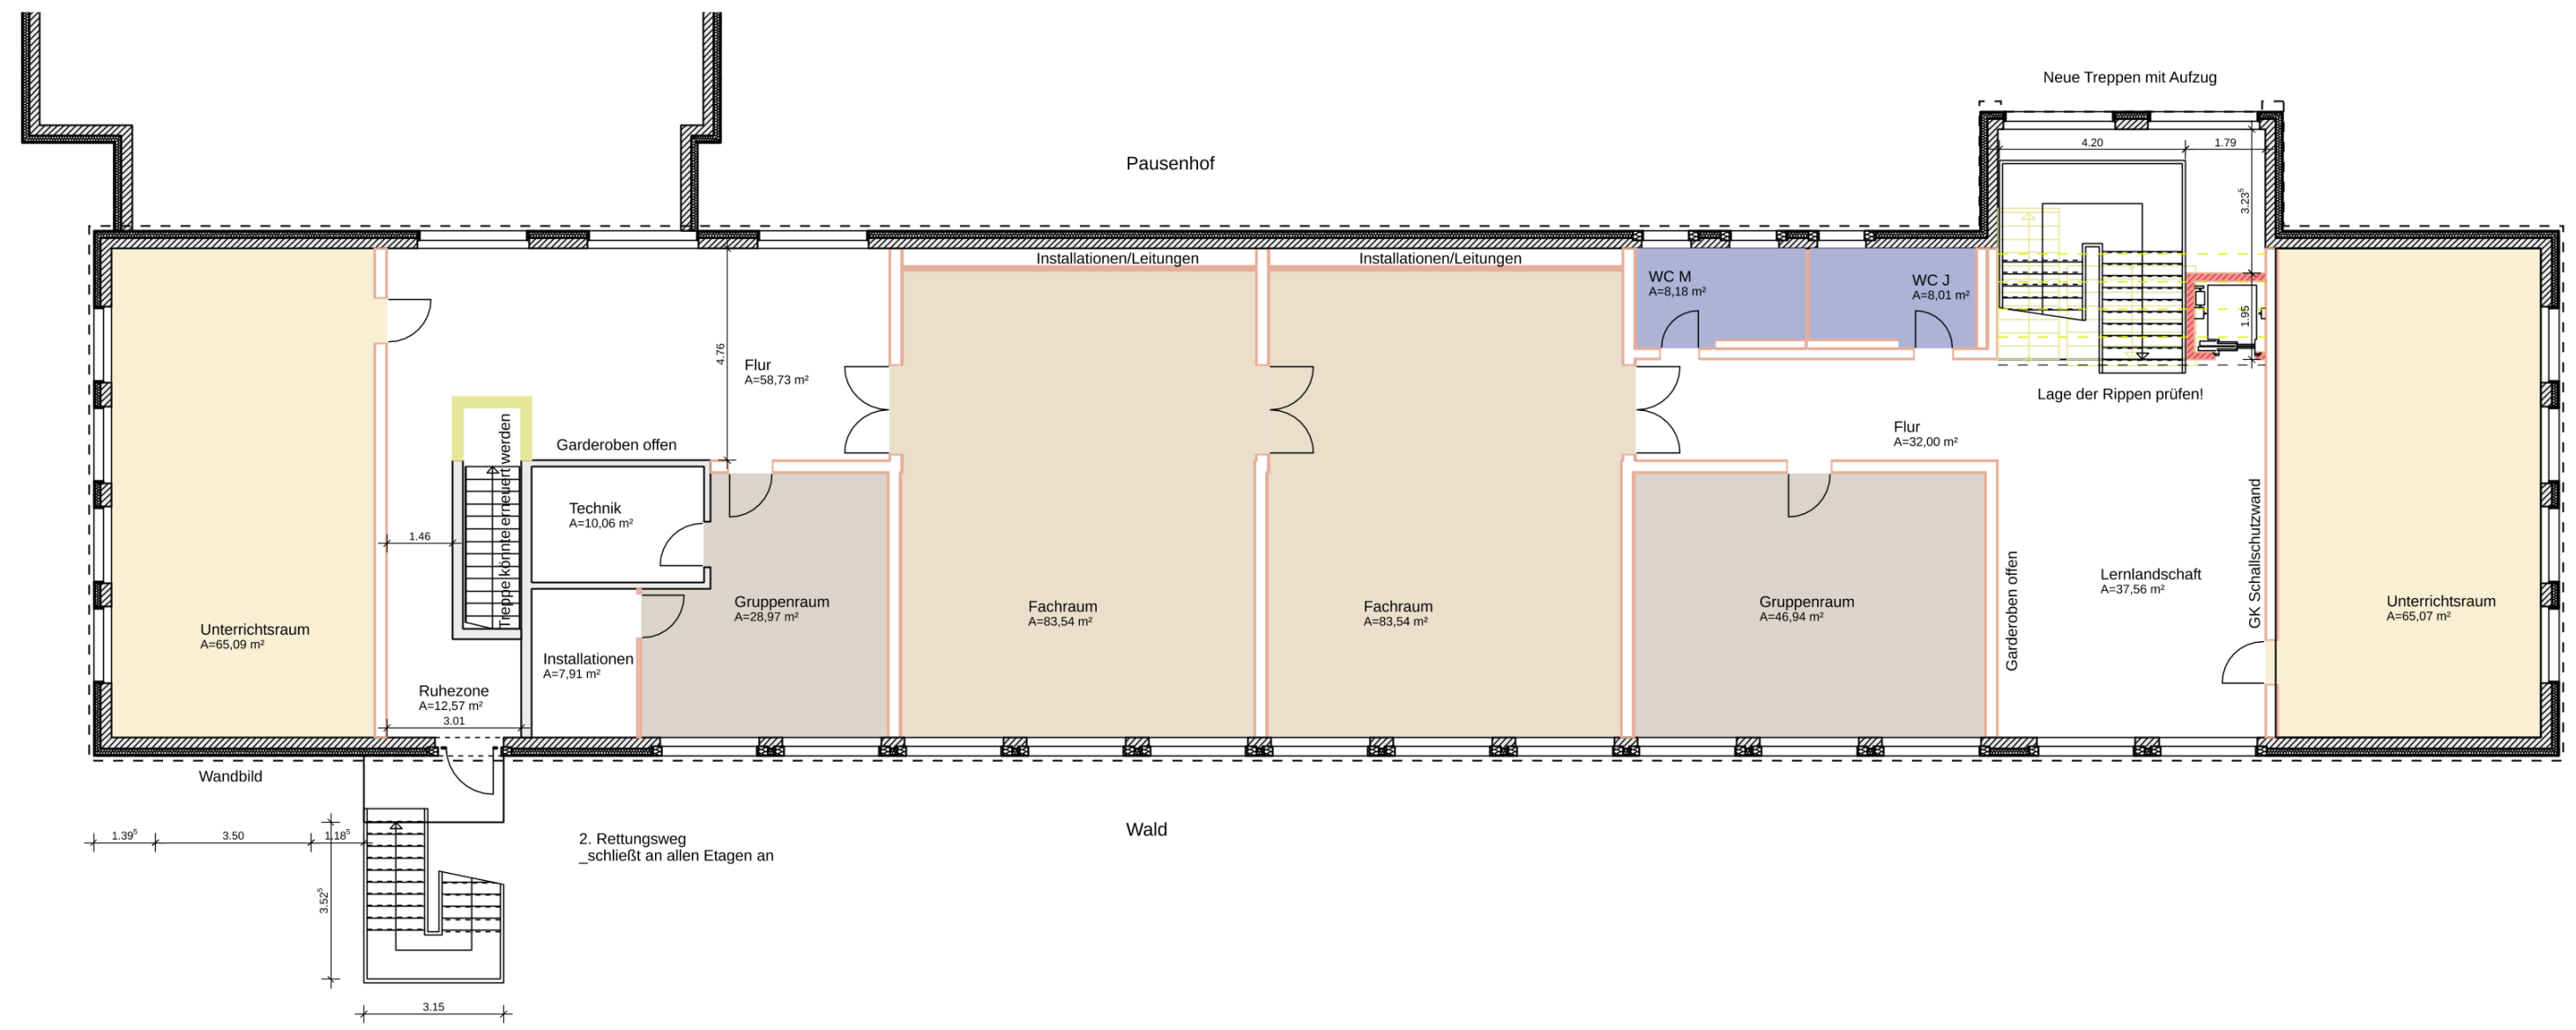 Neue Treppen mit Aufzug
4.20
1.79
Pausenhof
3.23⁵
Installationen/Leitungen
Installationen/Leitungen
WC M
A=8,18 m²
WC J
A=8,01 m²
1.95
4.76
Flur
A=58,73 m²
Lage der Rippen prüfen!
Garderoben offen
Flur
A=32,00 m²
Treppe könnte erneuert werden
Technik
A=10,06 m²
1.46
GK Schallschutzwand
Garderoben offen
Lernlandschaft
A=37,56 m²
Unterrichtsraum
A=65,09 m²
Gruppenraum
A=28,97 m²
Fachraum
A=83,54 m²
Fachraum
A=83,54 m²
Gruppenraum
A=46,94 m²
Unterrichtsraum
A=65,07 m²
Installationen
A=7,91 m²
Ruhezone
A=12,57 m²
3.01
Wandbild
1.39⁵
3.50
1.18⁵
2. Rettungsweg
_schließt an allen Etagen an
Wald
3.52⁵
3.15